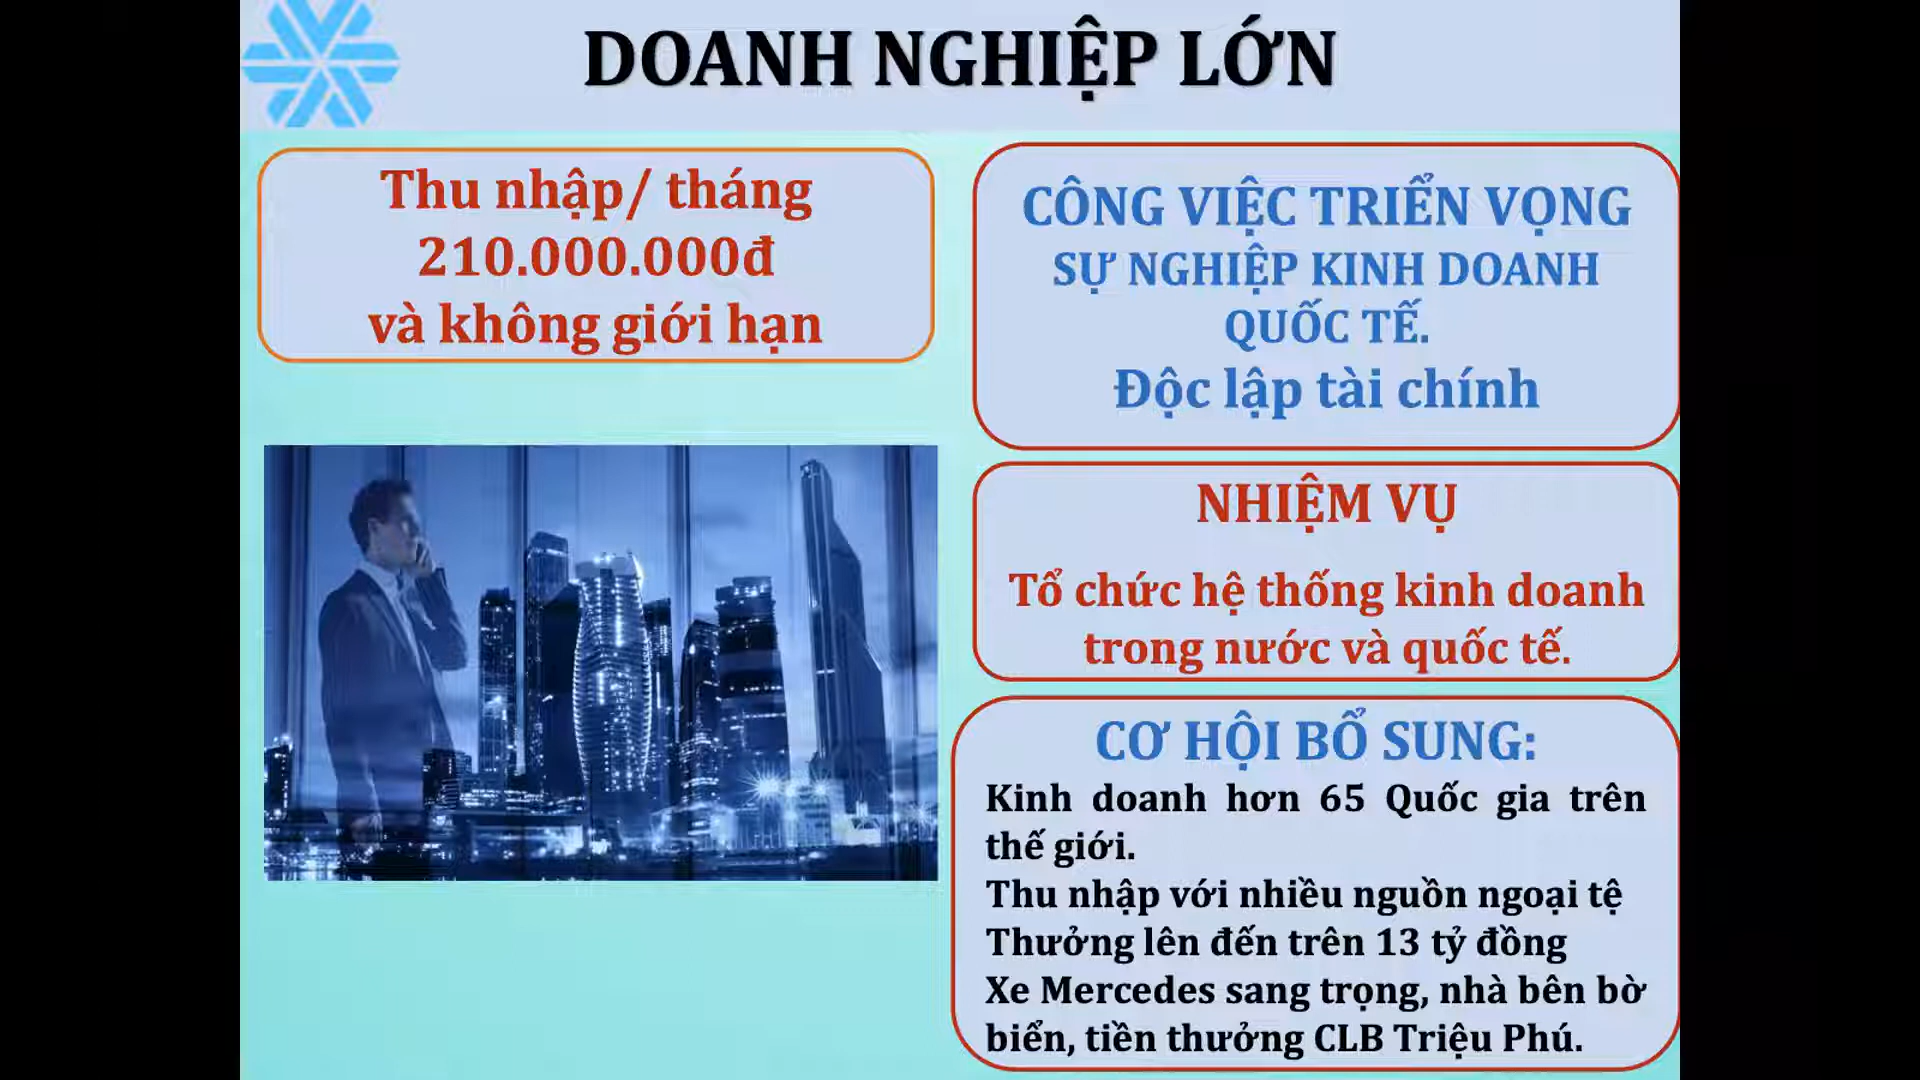 DOANH NGHIỆP LỚN
Thu nhập/ tháng
210.000.000đ
và không giới hạn
CÔNG VIỆC TRIỂN VỌNG
SỰ NGHIỆP KINH DOANH
QUỐC TẾ.
Độc lập tài chính
NHIỆM VỤ
Tổ chức hệ thống kinh doanh
trong nước và quốc tế.
CƠ HỘI BỔ SUNG:
Kinh doanh hơn 65 Quốc gia trên
thế giới.
Thu nhập với nhiều nguồn ngoại tệ
Thưởng lên đến trên 13 tỷ đồng
Xe Mercedes sang trọng, nhà bên bờ
biển, tiền thưởng CLB Triệu Phú.